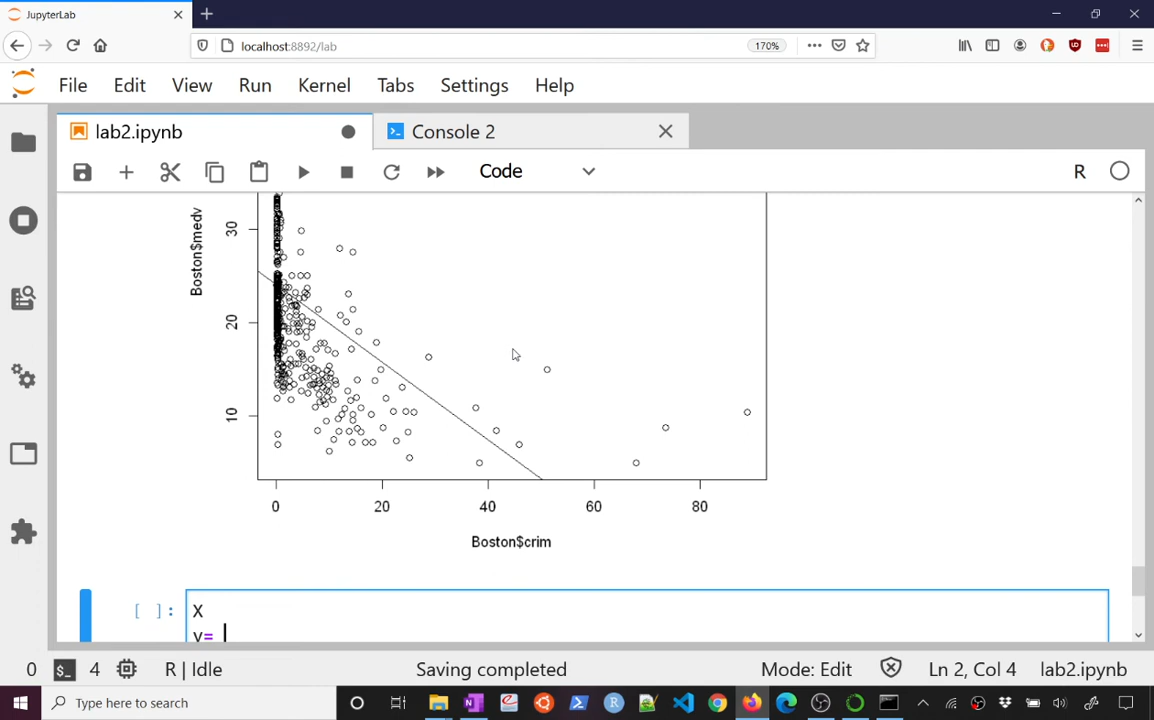 JupyterLab
localhost:8892/lab
170%
File Edit View Run Kernel Tabs Settings Help
lab2.ipynb
Console 2
Code
R
Boston$medv
30
20
10
0 20 40 60 80
Boston$crim
[ ]:
X
y=
0
4
R | Idle
Saving completed
Mode: Edit
Ln 2, Col 4
lab2.ipynb
Type here to search